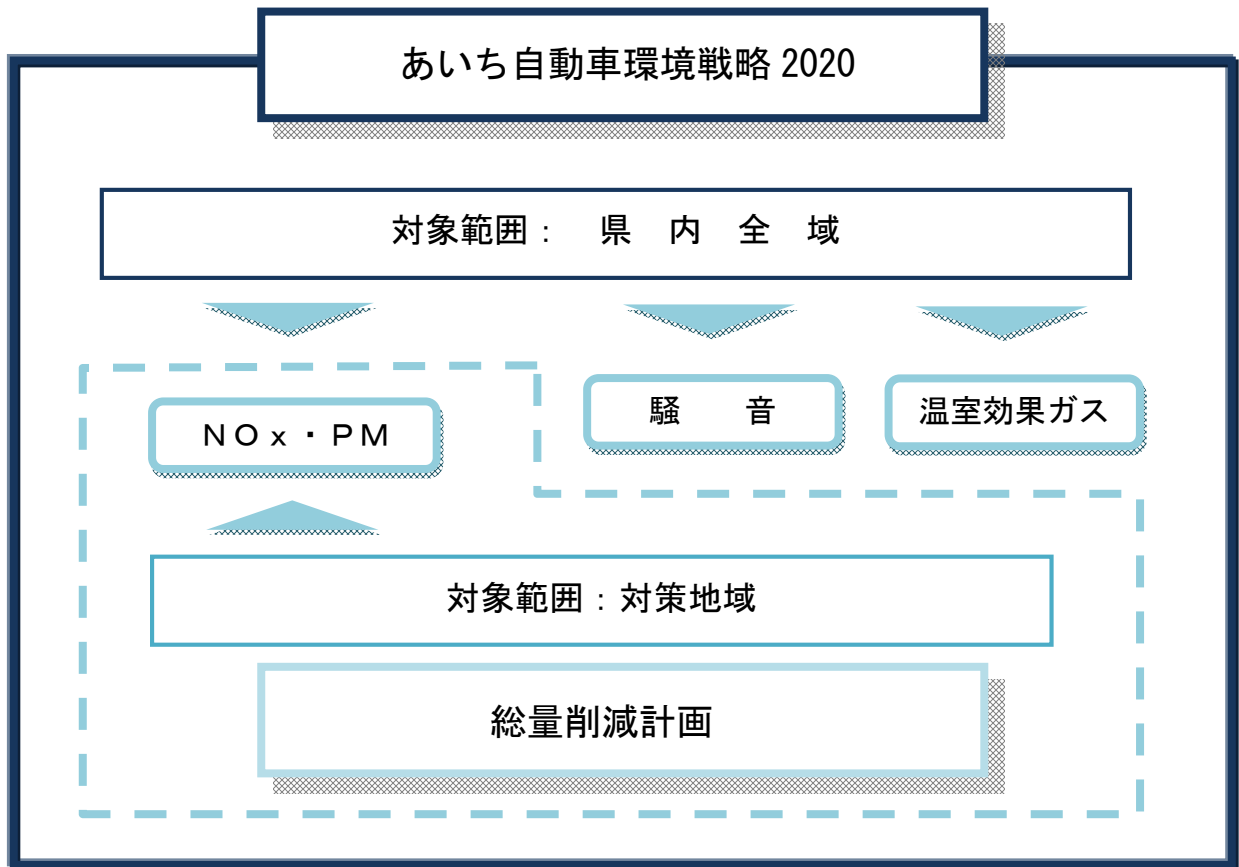 あいち自動車環境戦略 2020
対象範囲： 県 内 全 域
ＮＯｘ・ＰＭ
騒 音
温室効果ガス
対象範囲：対策地域
総量削減計画